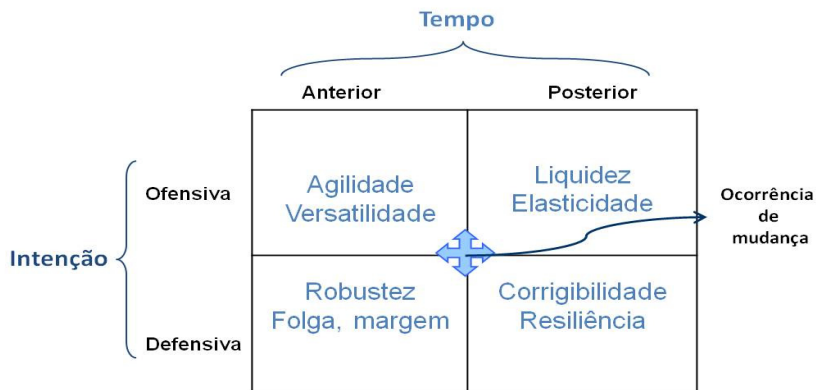 Tempo
Anterior
Posterior
Ofensiva
Agilidade
Versatilidade
Liquidez
Elasticidade
Ocorrência
de
mudança
Intenção
Defensiva
Robustez
Folga, margem
Corrigibilidade
Resiliência